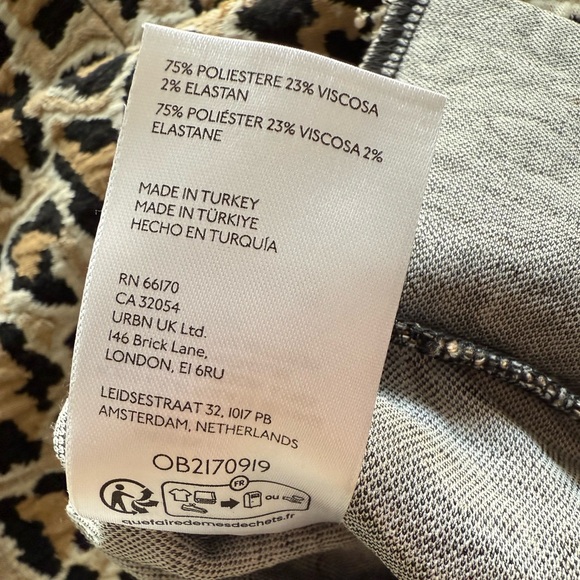 75% POLIESTERE 23% VISCOSA
2% ELASTAN
75% POLIÉSTER 23% VISCOSA 2%
ELASTANE
MADE IN TURKEY
MADE IN TÜRKIYE
HECHO EN TURQUÍA
RN 66170
CA 32054
URBN UK Ltd.
146 Brick Lane,
LONDON, E1 6RU
LEIDSESTRAAT 32, 1017 PB
AMSTERDAM, NETHERLANDS
OB2170919
FR
OU
quefairedemesdechets.fr